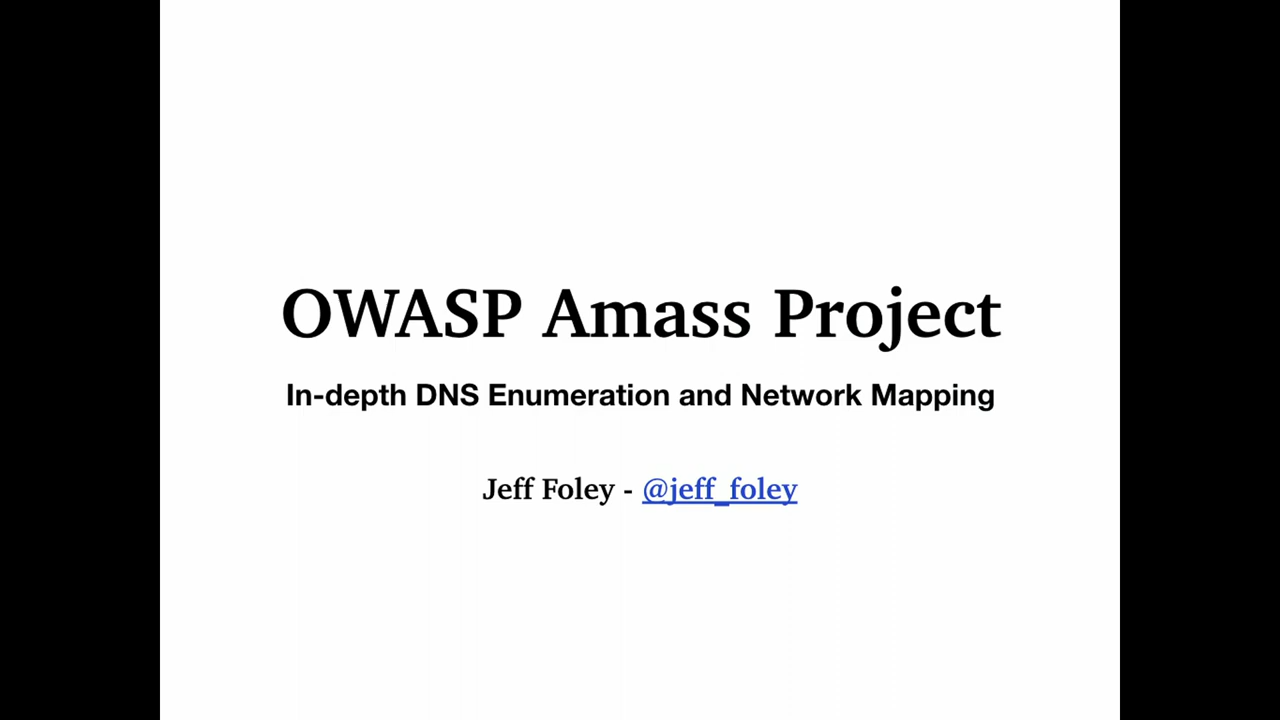 OWASP Amass Project
In-depth DNS Enumeration and Network Mapping
Jeff Foley - @jeff_foley